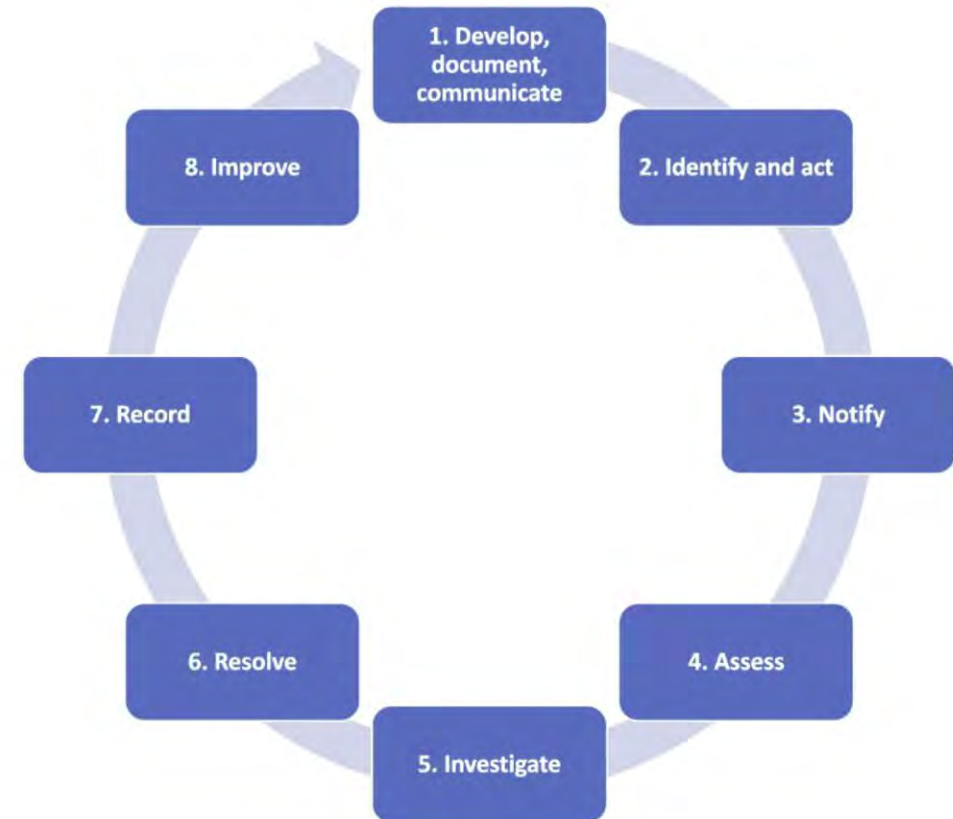 1. Develop,
document,
communicate
2. Identify and act
3. Notify
4. Assess
5. Investigate
6. Resolve
7. Record
8. Improve